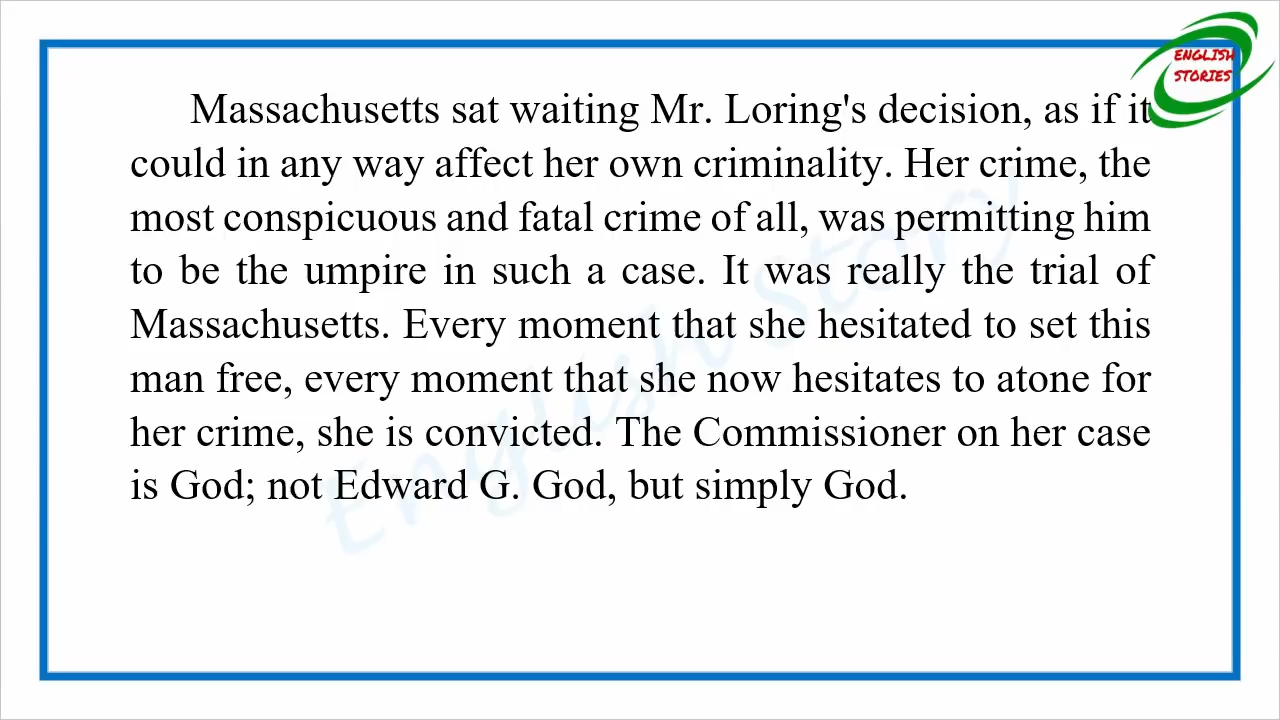 ENGLISH
STORIES
Massachusetts sat waiting Mr. Loring's decision, as if it
could in any way affect her own criminality. Her crime, the
most conspicuous and fatal crime of all, was permitting him
to be the umpire in such a case. It was really the trial of
Massachusetts. Every moment that she hesitated to set this
man free, every moment that she now hesitates to atone for
her crime, she is convicted. The Commissioner on her case
is God; not Edward G. God, but simply God.
English Story